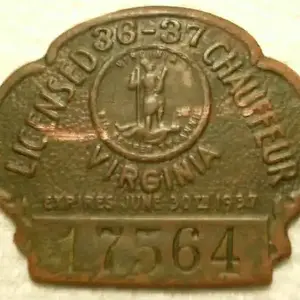 LICENSED 36-37 CHAUFFEUR
VIRGINIA
EXPIRES JUNE 30TH 1937
17564